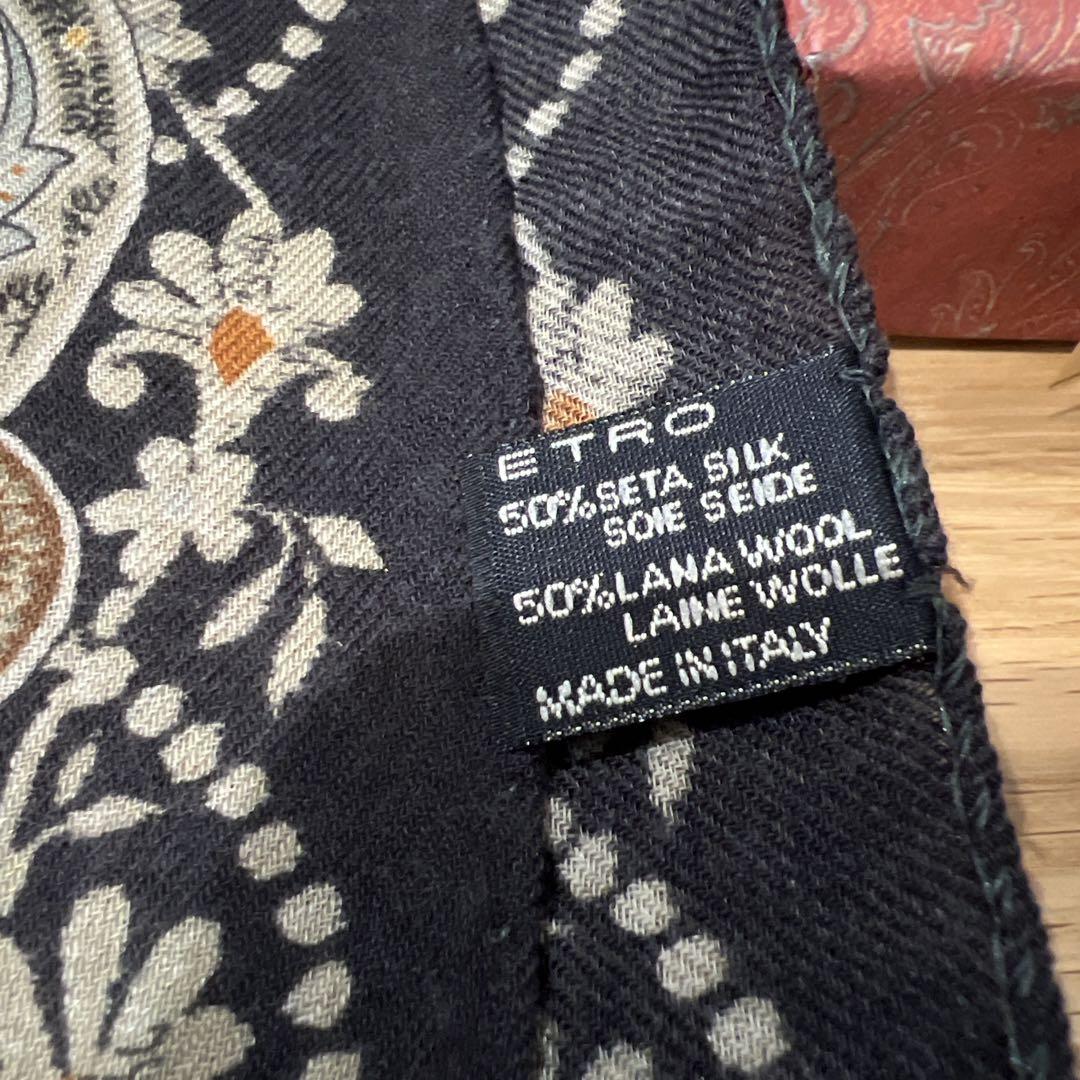 ETRO
50%SETA SILK
SOIE SEIDE
50%LANA WOOL
LAINE WOLLE
MADE IN ITALY